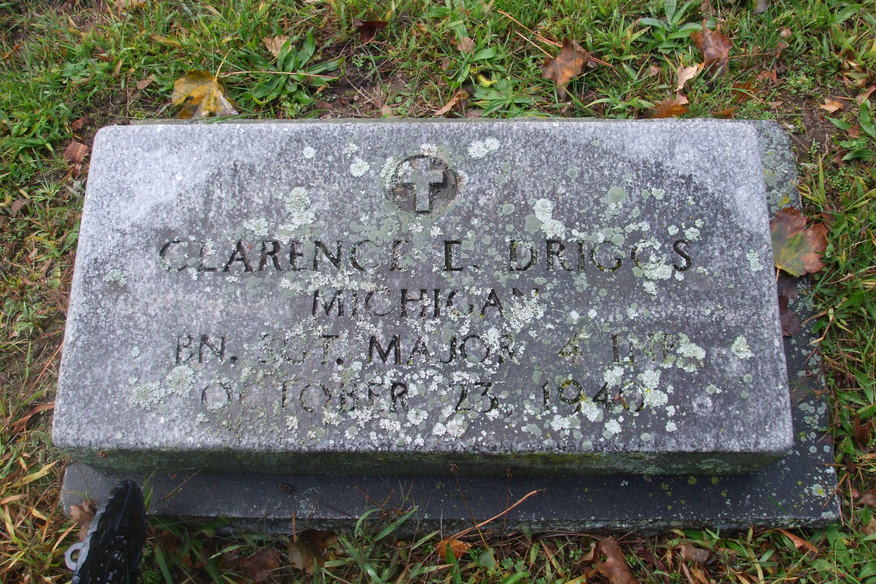 CLARENCE E. DRIGGS
MICHIGAN
BN. SGT. MAJOR 4 INF.
OCTOBER 23, 1940